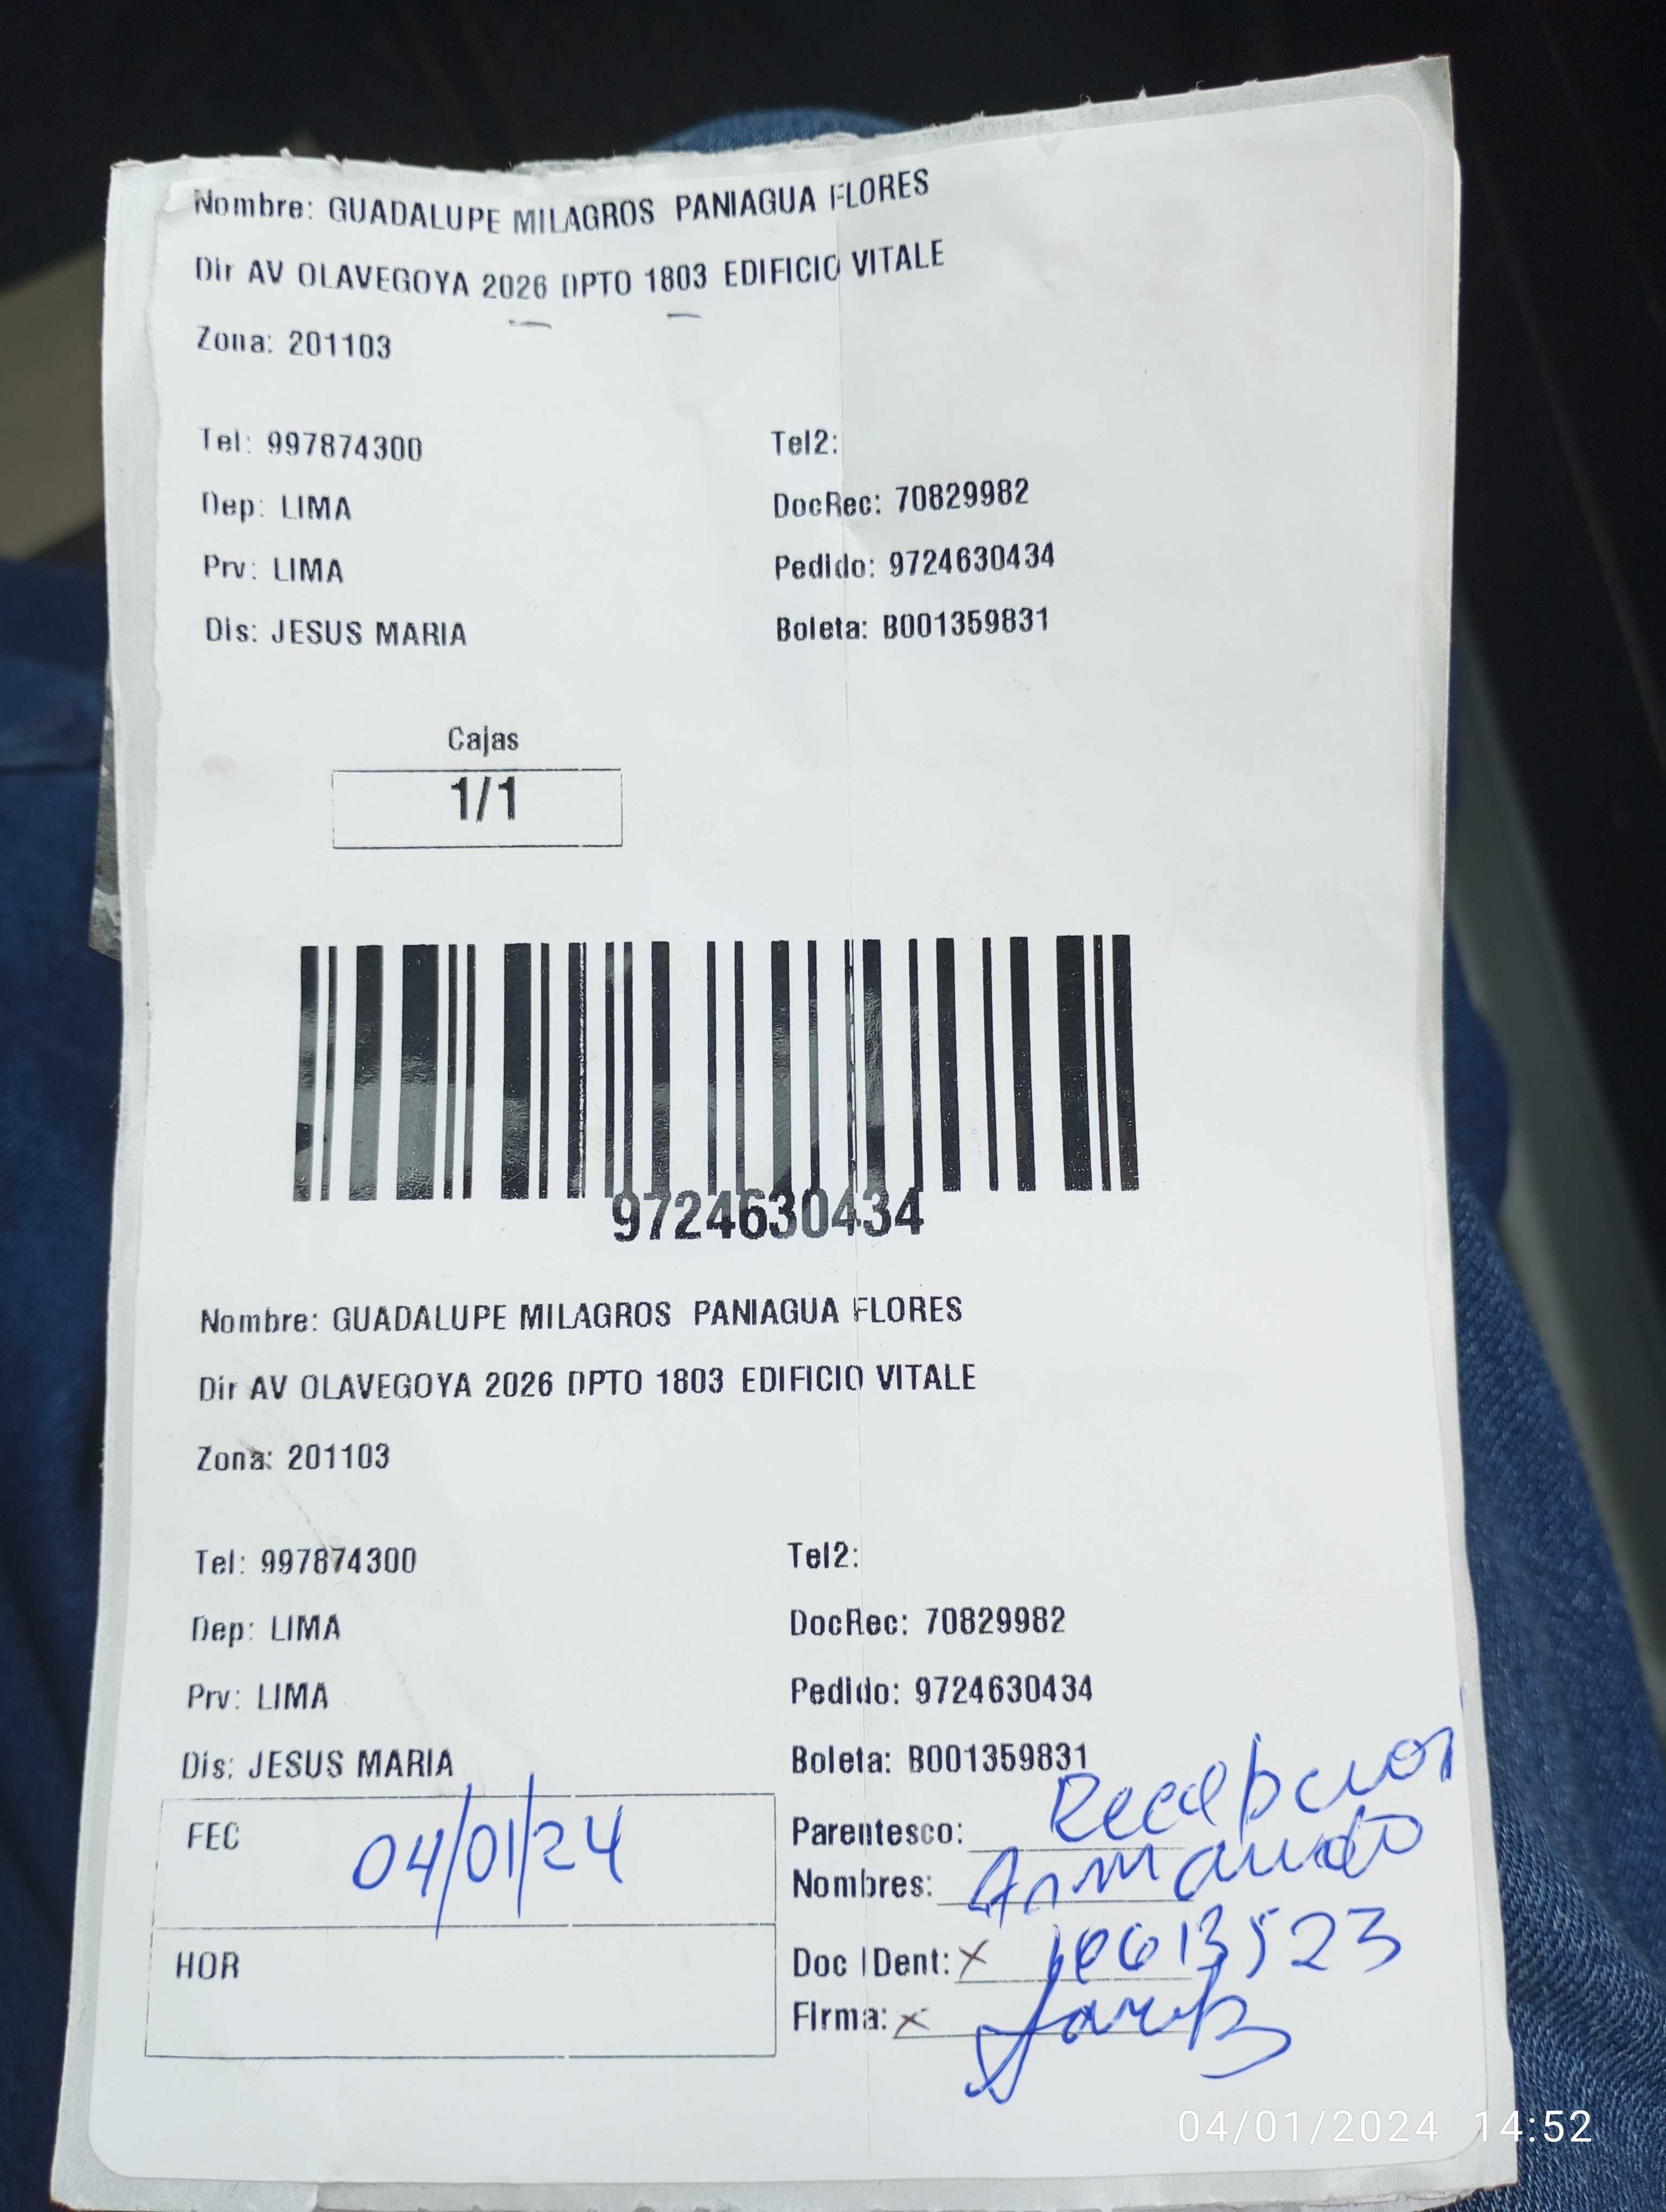 Nombre: GUADALUPE MILAGROS PANIAGUA FLORES
Dir AV OLAVEGOYA 2026 DPTO 1803 EDIFICIO VITALE
Zona: 201103
Tel: 997874300 Tel2:
Dep: LIMA DocRec: 70829982
Prv: LIMA Pedido: 9724630434
Dis: JESUS MARIA Boleta: B001359831
Cajas
1/1
9724630434
Nombre: GUADALUPE MILAGROS PANIAGUA FLORES
Dir AV OLAVEGOYA 2026 DPTO 1803 EDIFICIO VITALE
Zona: 201103
Tel: 997874300 Tel2:
Dep: LIMA DocRec: 70829982
Prv: LIMA Pedido: 9724630434
Dis: JESUS MARIA Boleta: B001359831
FEC 04/01/24
Parentesco: Recepcion
Nombres: Armando
HOR
Doc IDent: X
Firma: X
04/01/2024 14:52